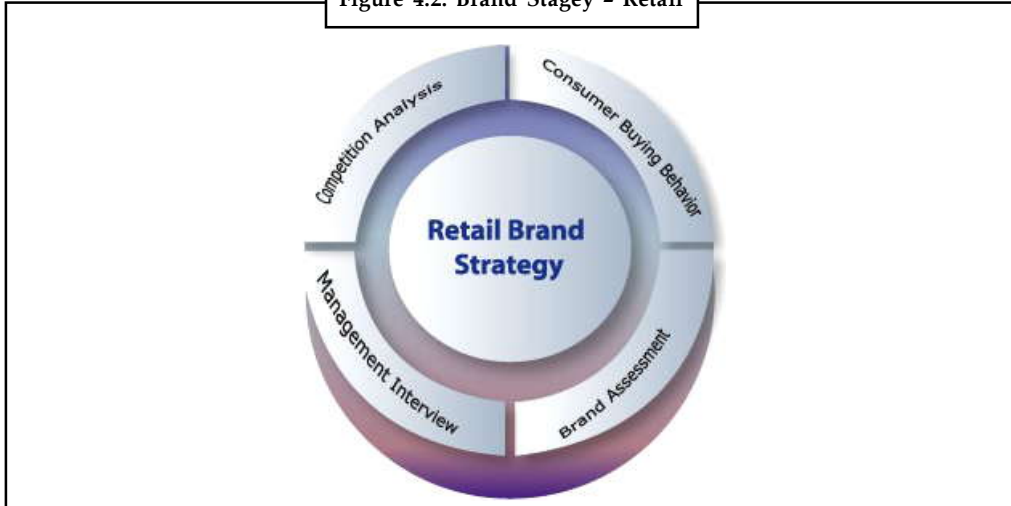 Figure 4.2: Brand Stagey – Retail
Competition Analysis
Consumer Buying Behavior
Retail Brand
Strategy
Management Interview
Brand Assessment